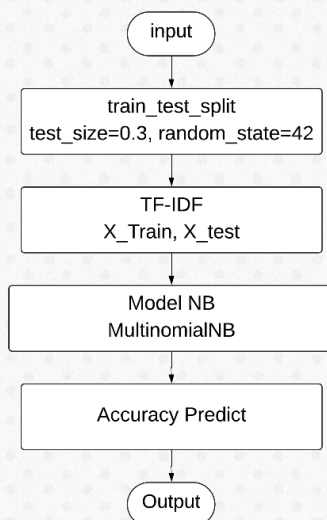 input
train_test_split
test_size=0.3, random_state=42
TF-IDF
X_Train, X_test
Model NB
MultinomialNB
Accuracy Predict
Output